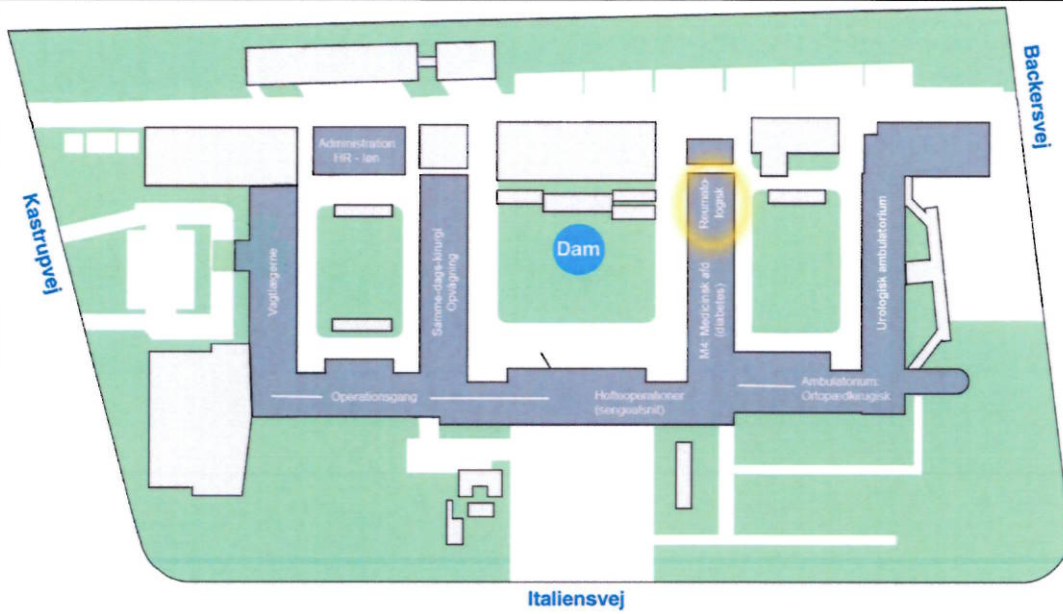 Backersvej
Kastrupvej
Administration
HR - løn
Vagtlægerne
Samme-dags-kirurgi
Opvågning
Dam
Reumato-
logisk
M4: Medicinsk afd
(diabetes)
Urologisk ambulatorium
Operationsgang
Hofteoperationer
(sengeafsnit)
Ambulatorium:
Ortopædkirugisk
Italiensvej